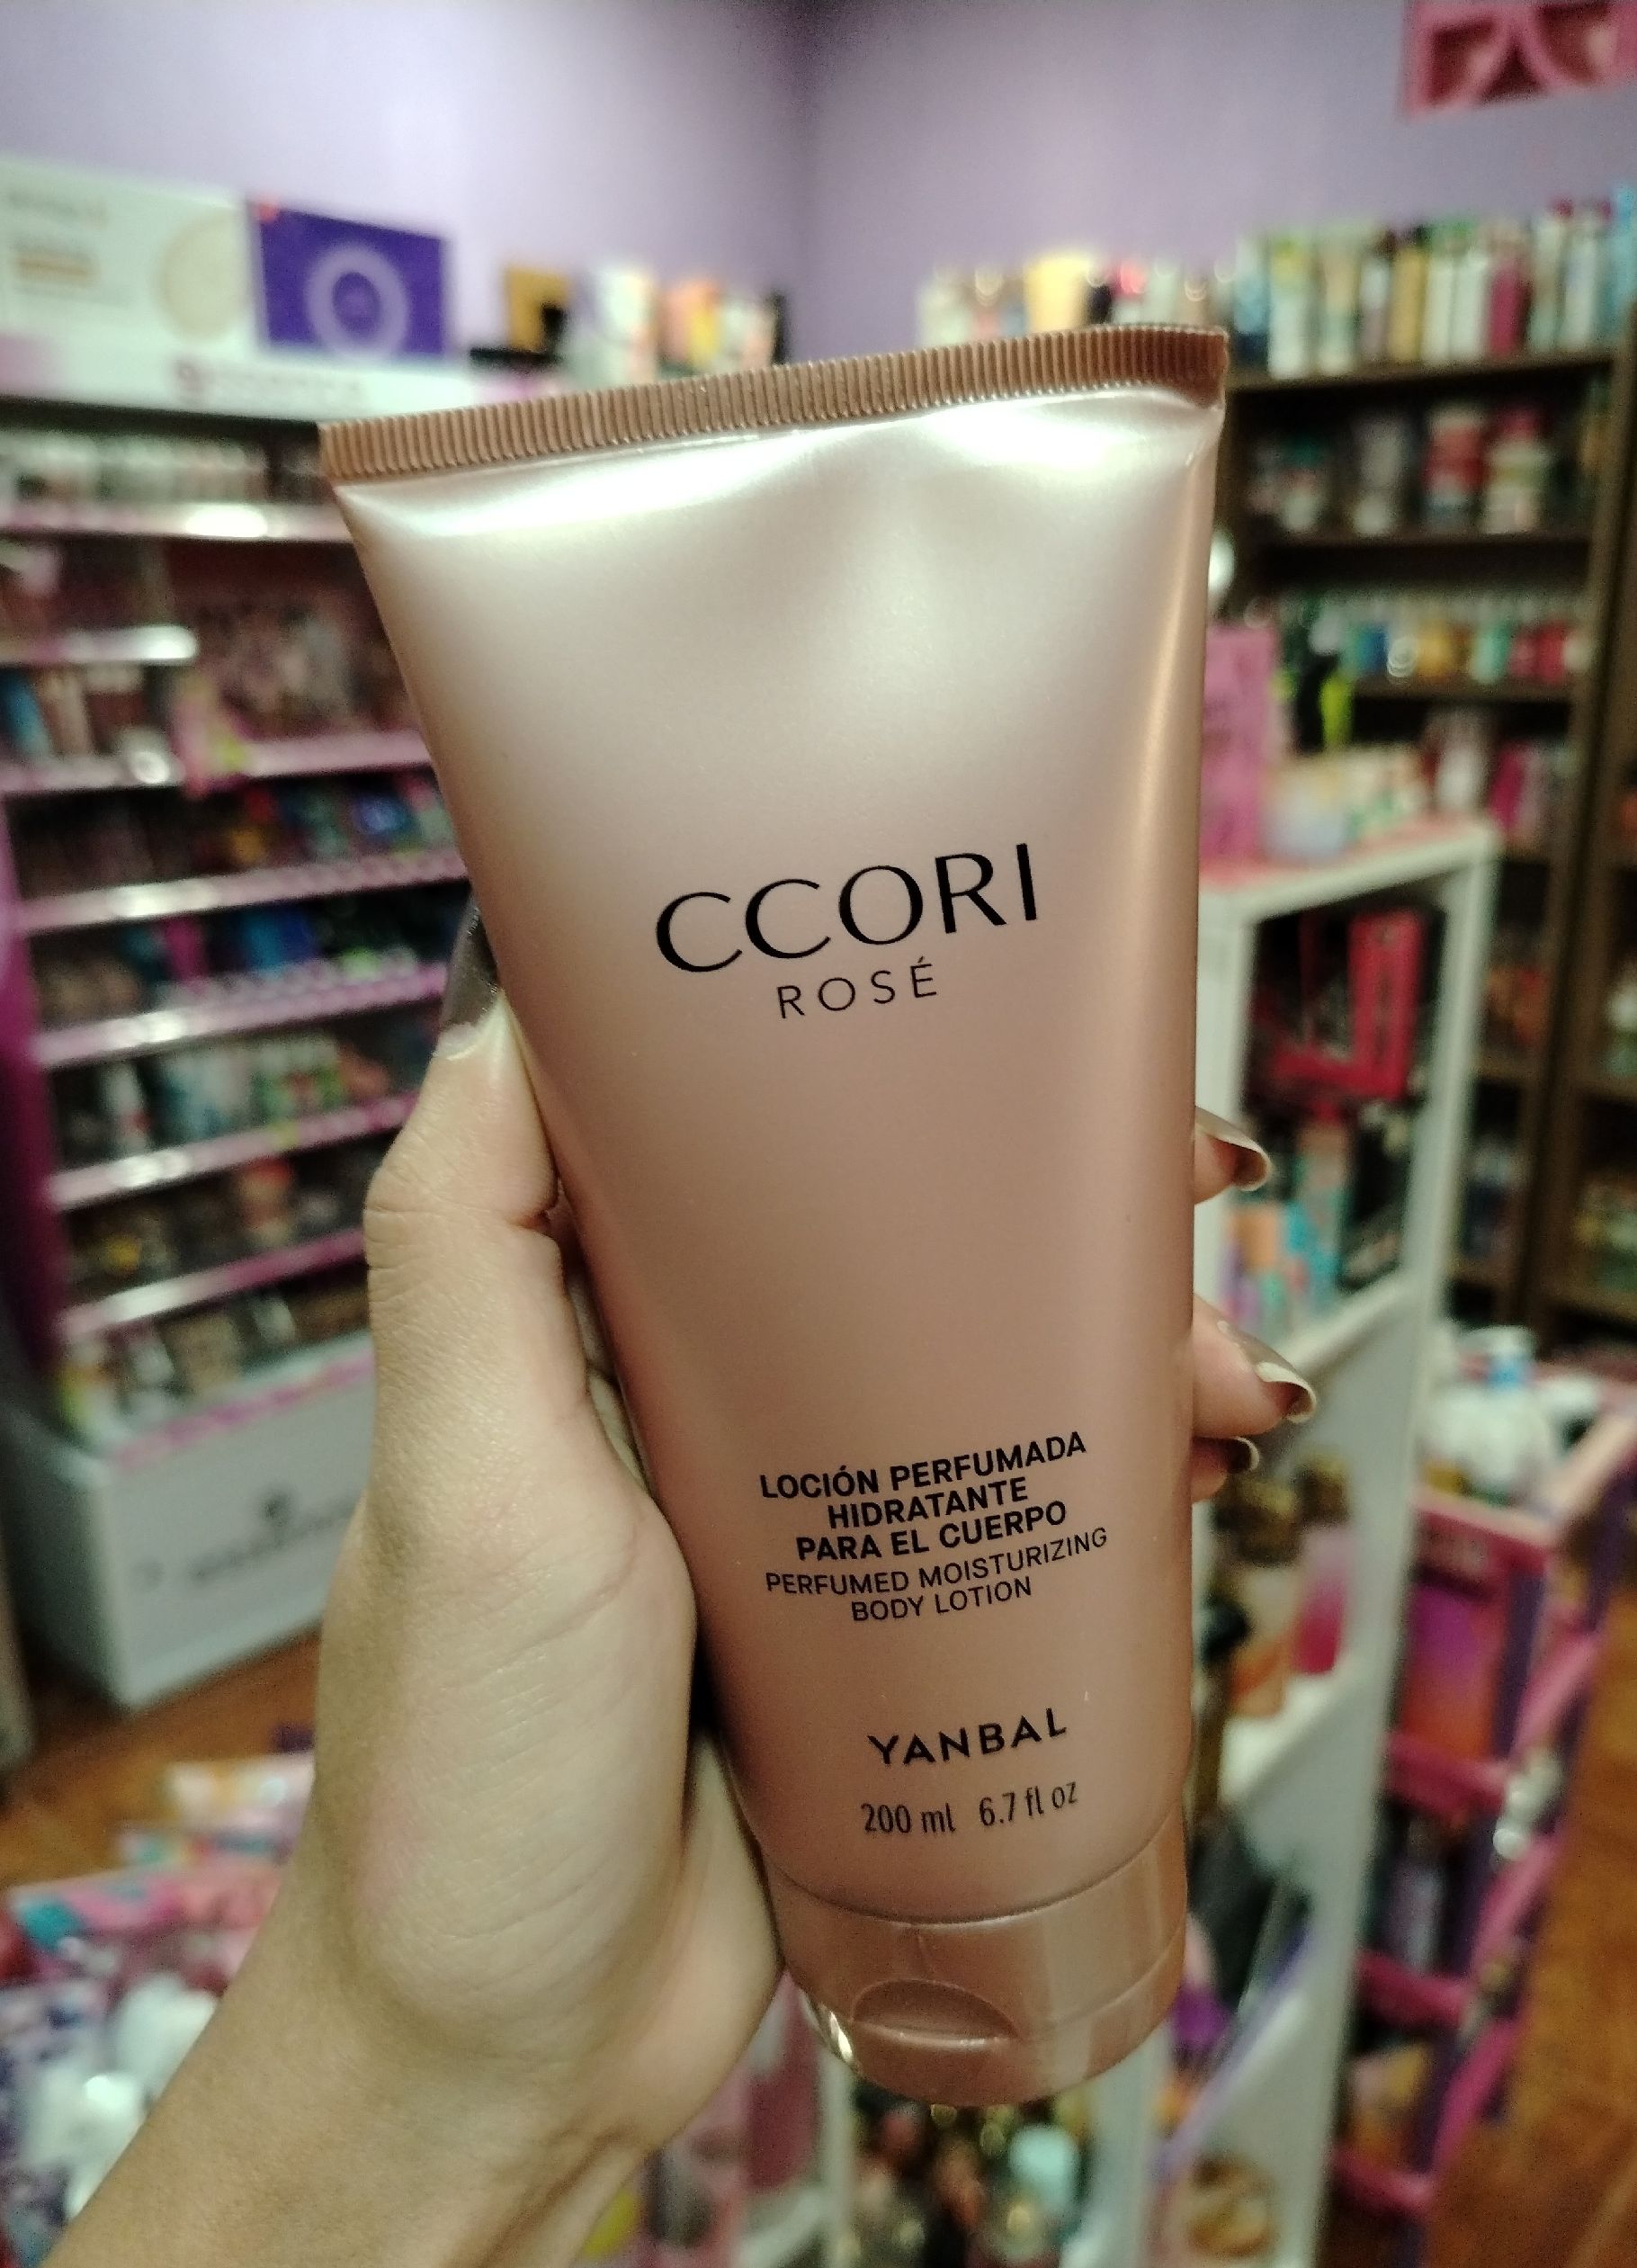 CCORI
ROSÉ
LOCIÓN PERFUMADA
HIDRATANTE
PARA EL CUERPO
PERFUMED MOISTURIZING
BODY LOTION
YANBAL
200 ml 6.7 fl oz